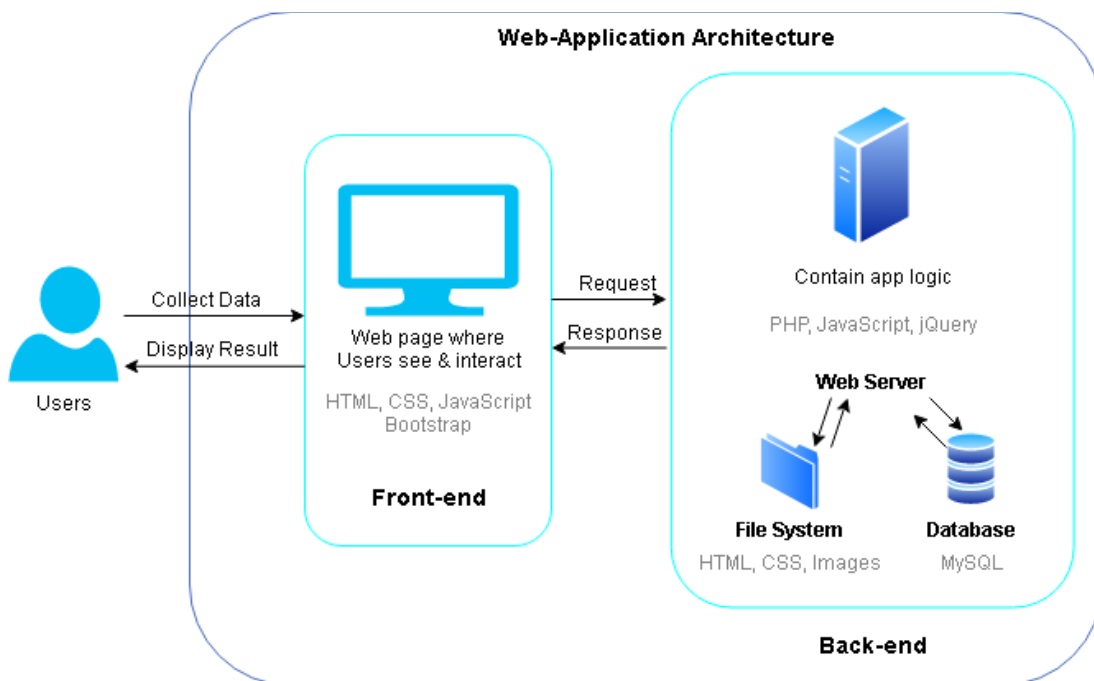 Web-Application Architecture
Collect Data
Display Result
Users
Web page where
Users see & interact
HTML, CSS, JavaScript
Bootstrap
Front-end
Request
Response
Contain app logic
PHP, JavaScript, jQuery
Web Server
File System
HTML, CSS, Images
Database
MySQL
Back-end